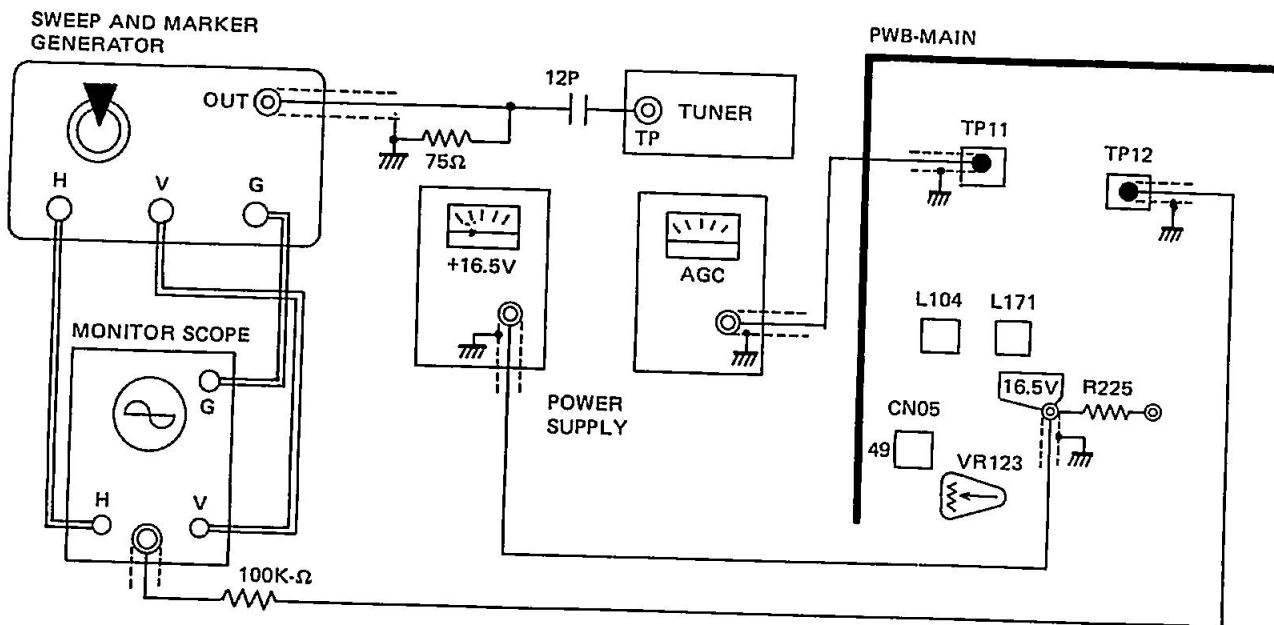 SWEEP AND MARKER
GENERATOR
OUT
H
V
G
75Ω
12P
TP
TUNER
PWB-MAIN
TP11
TP12
+16.5V
AGC
POWER
SUPPLY
MONITOR SCOPE
G
H
V
100K-Ω
L104
L171
16.5V
R225
CN05
49
VR123